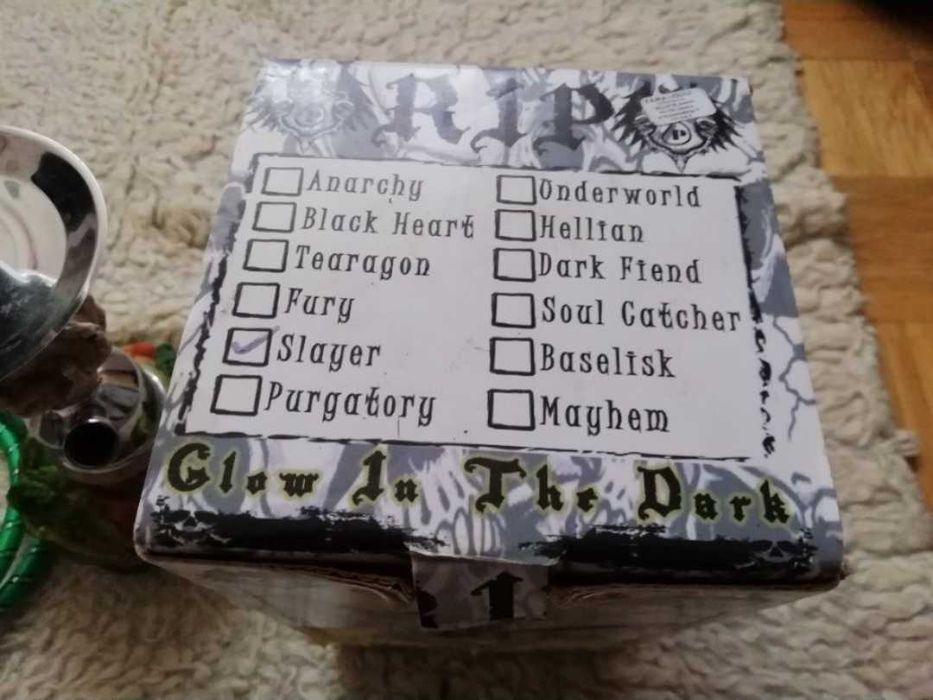 RIP
Anarchy
Black Heart
Tearagon
Fury
Slayer
Purgatory
Underworld
Hellian
Dark Fiend
Soul Catcher
Baselisk
Mayhem
Glow In The Dark